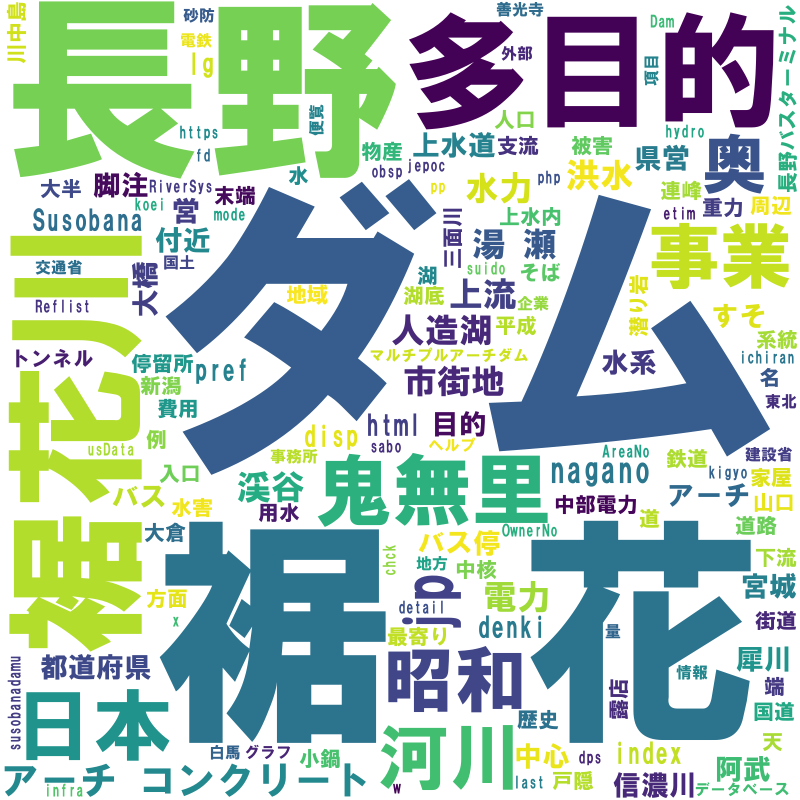 川中島
砂防
善光寺
Dam
長野
多目的
電鉄
lg
外部
項目
長野バスターミナル
便覧
https
fd
人口
hydro
物産
上水道
支流
被害
県営
奥
jepoc
obsp
pp
php
水
大半
脚注
RiverSys
末端
水力
洪水
連峰
koei
営
mode
上水内
etim
重力
周辺
Susobana
付近
三面川
湯瀬
事業
交通省
国土
大橋
湖
suido
そば
潜り岩
ダム
地域
湖底
上流
企業
すそ
Reflist
裾花川
人造湖
平成
系統
トンネル
停留所
pref
マルチプルアーチダム
水系
ichiran
新潟
市街地
名
東北
費用
html
目的
usData
例
disp
sabo
ヘルプ
AreaNo
建設省
事務所
鬼無里
nagano
鉄道
kigyo
入口
渓谷
アーチ
家屋
バス
中部電力
山口
水害
用水
道
道路
大倉
OwnerNo
バス停
chck
地方
中核
下流
方面
jp
電力
宮城
裾花
x
detail
denki
街道
最寄り
量
都道府県
昭和
情報
犀川
susobanadamu
露店
端
日本
歴史
国道
河川
白馬
グラフ
小鍋
中心
dps
index
阿武
天
アーチ
コンクリート
infra
w
last
戸隠
信濃川
データベース